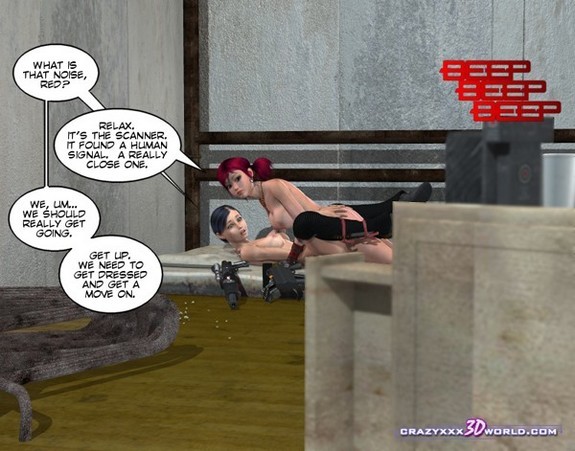 WHAT IS
THAT NOISE,
RED?
RELAX.
IT'S THE SCANNER.
IT FOUND A HUMAN
SIGNAL. A REALLY
CLOSE ONE.
WE, UM...
WE SHOULD
REALLY GET
GOING.
GET UP.
WE NEED TO
GET DRESSED
AND GET A
MOVE ON.
BEEP
BEEP
BEEP
CRAZYXXX3DWORLD.COM